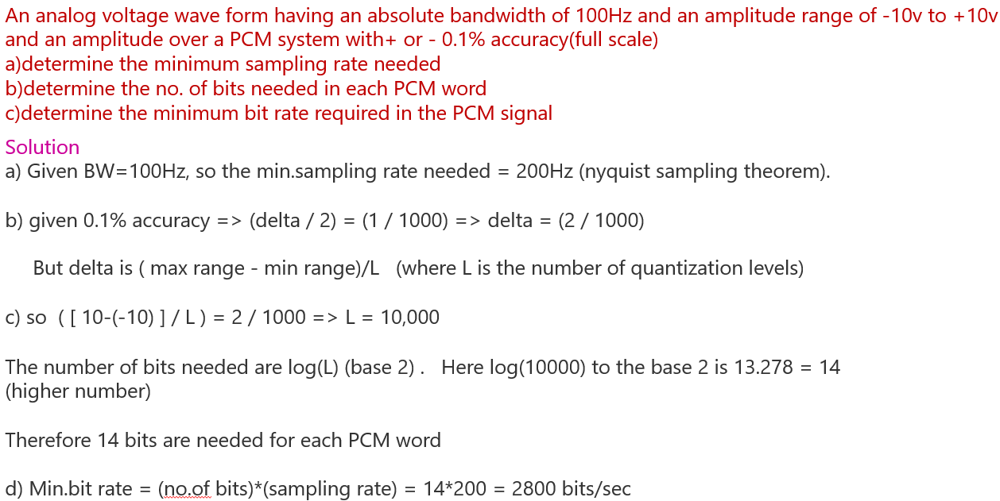 An analog voltage wave form having an absolute bandwidth of 100Hz and an amplitude range of -10v to +10v
and an amplitude over a PCM system with+ or - 0.1% accuracy(full scale)
a)determine the minimum sampling rate needed
b)determine the no. of bits needed in each PCM word
c)determine the minimum bit rate required in the PCM signal
Solution
a) Given BW=100Hz, so the min.sampling rate needed = 200Hz (nyquist sampling theorem).
b) given 0.1% accuracy => (delta / 2) = (1 / 1000) => delta = (2 / 1000)
But delta is ( max range - min range)/L (where L is the number of quantization levels)
c) so ( [ 10-(-10) ] / L ) = 2 / 1000 => L = 10,000
The number of bits needed are log(L) (base 2) . Here log(10000) to the base 2 is 13.278 = 14
(higher number)
Therefore 14 bits are needed for each PCM word
d) Min.bit rate = (no.of bits)*(sampling rate) = 14*200 = 2800 bits/sec